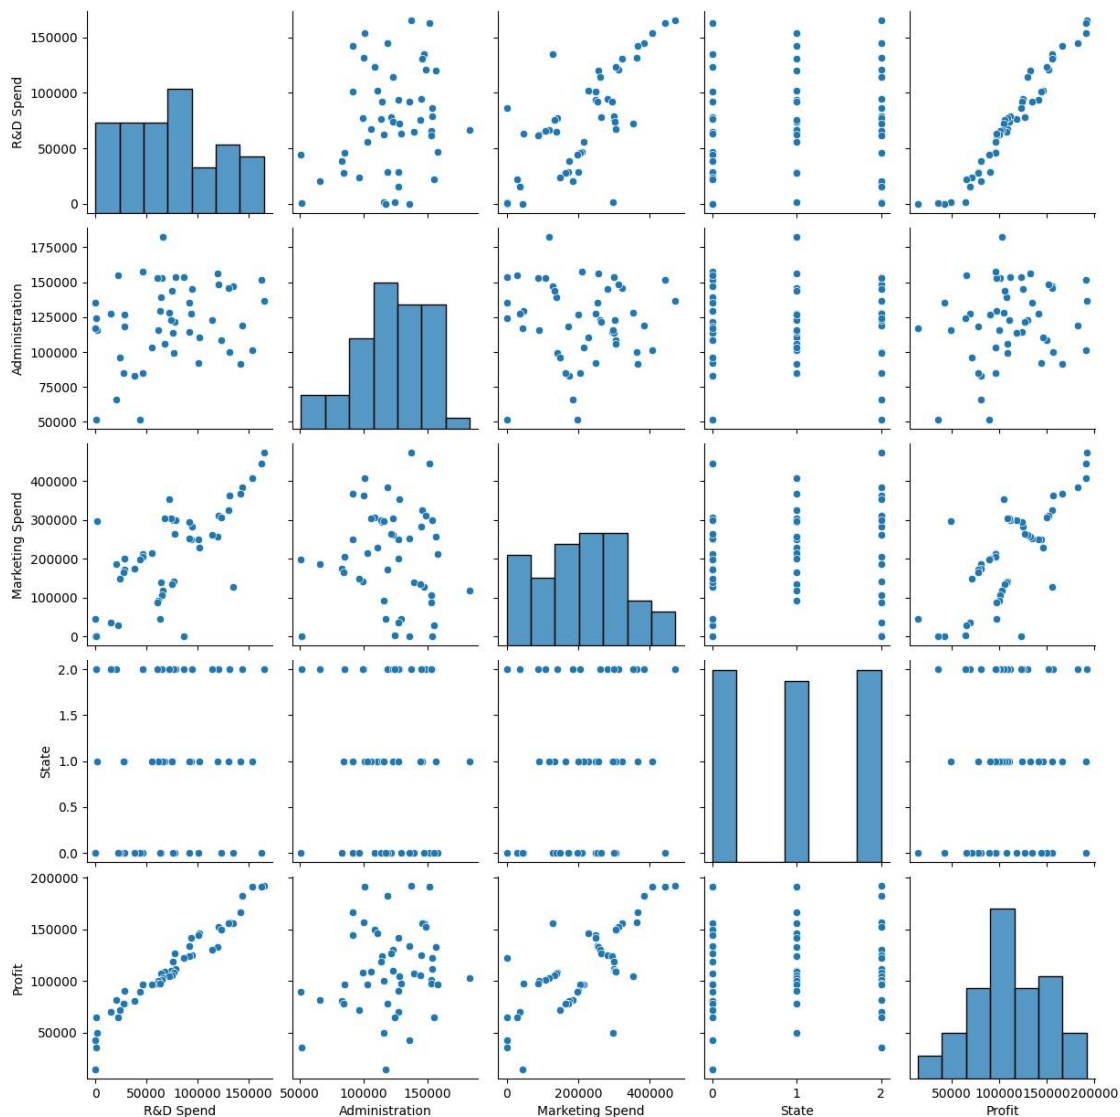 150000
100000
50000
0
R&D Spend
175000
150000
125000
100000
75000
50000
Administration
400000
300000
200000
100000
0
Marketing Spend
2.0
1.5
1.0
0.5
0.0
State
200000
150000
100000
50000
Profit
0 50000 100000 150000
R&D Spend
50000 100000 150000
Administration
0 200000 400000
Marketing Spend
0 1 2
State
50000 100000 150000 200000
Profit